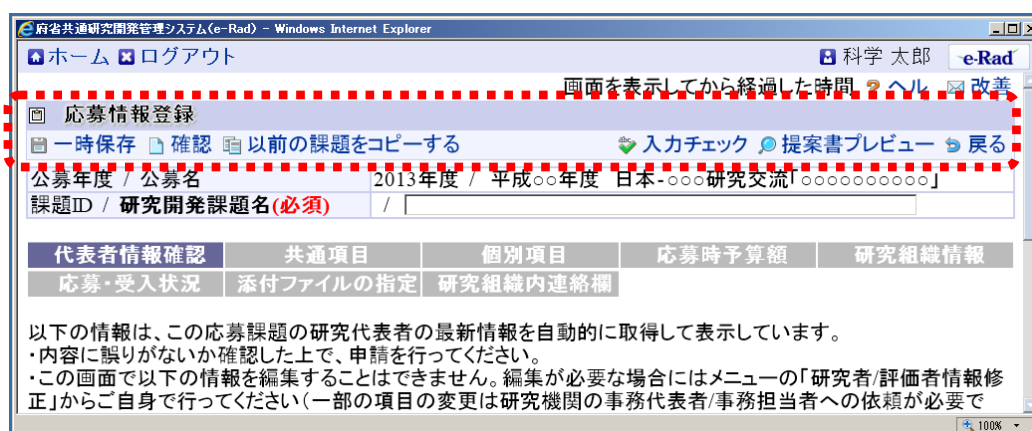 府省共通研究開発管理システム(e-Rad) - Windows Internet Explorer
ホーム ログアウト 科学 太郎 e-Rad
画面を表示してから経過した時間 ヘル 改善
応募情報登録
一時保存 確認 以前の課題をコピーする 入力チェック 提案書プレビュー 戻る
公募年度 / 公募名 2013年度 / 平成○○年度 日本-○○○研究交流「○○○○○○○○○○」
課題ID / 研究開発課題名(必須) /
代表者情報確認 共通項目 個別項目 応募時予算額 研究組織情報
応募・受入状況 添付ファイルの指定 研究組織内連絡欄
以下の情報は、この応募課題の研究代表者の最新情報を自動的に取得して表示しています。
・内容に誤りがないか確認した上で、申請を行ってください。
・この画面で以下の情報を編集することはできません。編集が必要な場合にはメニューの「研究者/評価者情報修
正」からご自身で行ってください(一部の項目の変更は研究機関の事務代表者/事務担当者への依頼が必要で
100%